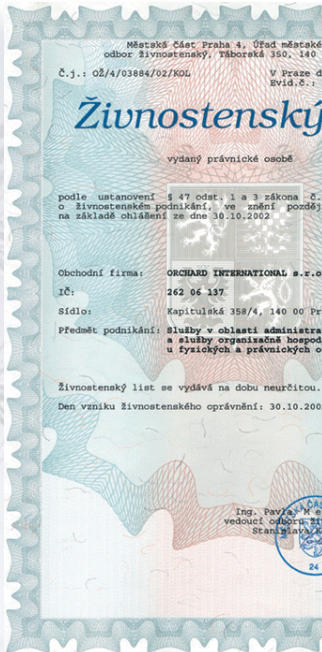 Městská část Praha 4, Úřad městské
odbor živnostenský, Táborská 350, 140
Č.j.: OŽ/4/03884/02/KOL V Praze d
Evid.č.:
Živnostenský
vydaný právnické osobě
podle ustanovení § 47 odst. 1 a 3 zákona č.
o živnostenském podnikání, ve znění pozděj
na základě ohlášení ze dne 30.10.2002
Obchodní firma: ORCHARD INTERNATIONAL s.r.o
IČ: 262 06 137
Sídlo: Kapitulská 358/4, 140 00 Pr
Předmět podnikání: Služby v oblasti administra
a služby organizačně hospod
u fyzických a právnických o
Živnostenský list se vydává na dobu neurčitou.
Den vzniku živnostenského oprávnění: 30.10.200
Ing. Pavla M e
vedoucí odboru ži
Stanislava K
24